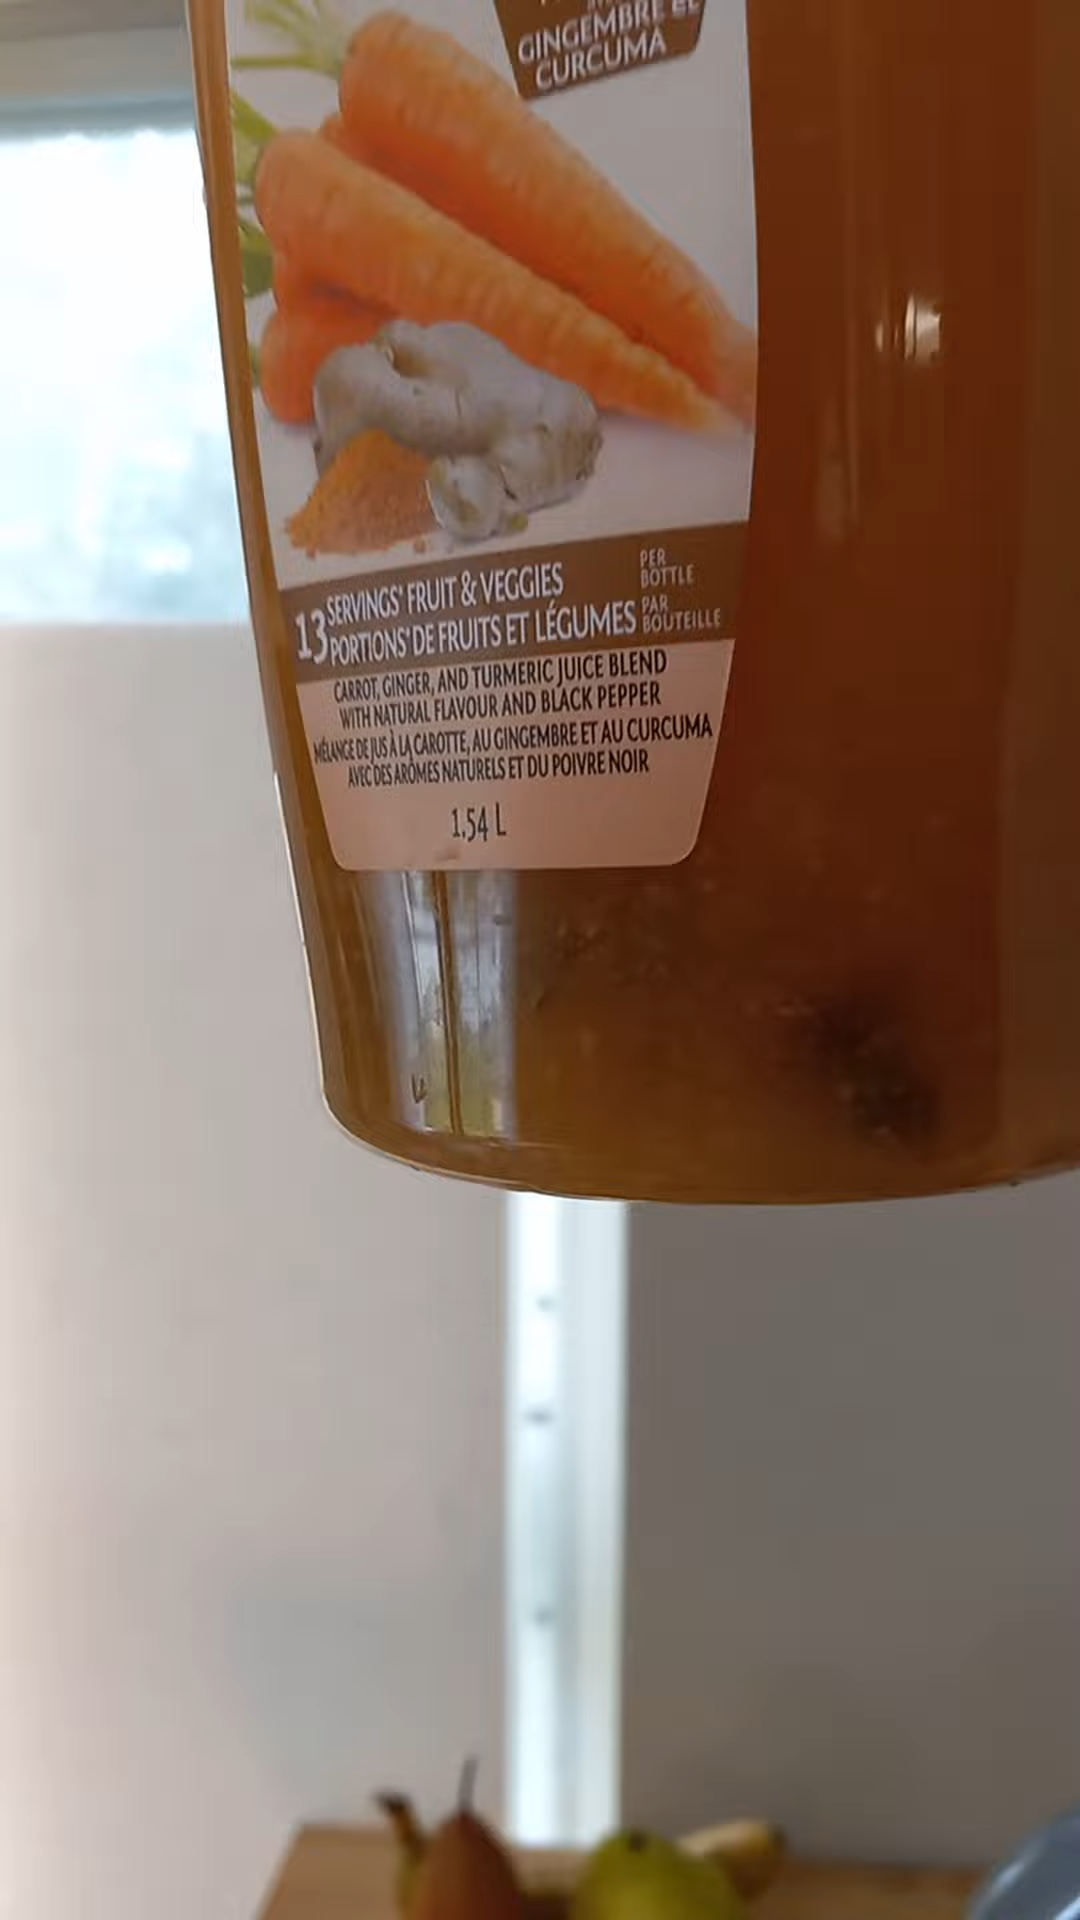 GINGEMBRE ET
CURCUMA
13 SERVINGS* FRUIT & VEGGIES PER BOTTLE
PORTIONS* DE FRUITS ET LÉGUMES PAR BOUTEILLE
CARROT, GINGER, AND TURMERIC JUICE BLEND
WITH NATURAL FLAVOUR AND BLACK PEPPER
MÉLANGE DE JUS À LA CAROTTE, AU GINGEMBRE ET AU CURCUMA
AVEC DES ARÔMES NATURELS ET DU POIVRE NOIR
1.54 L